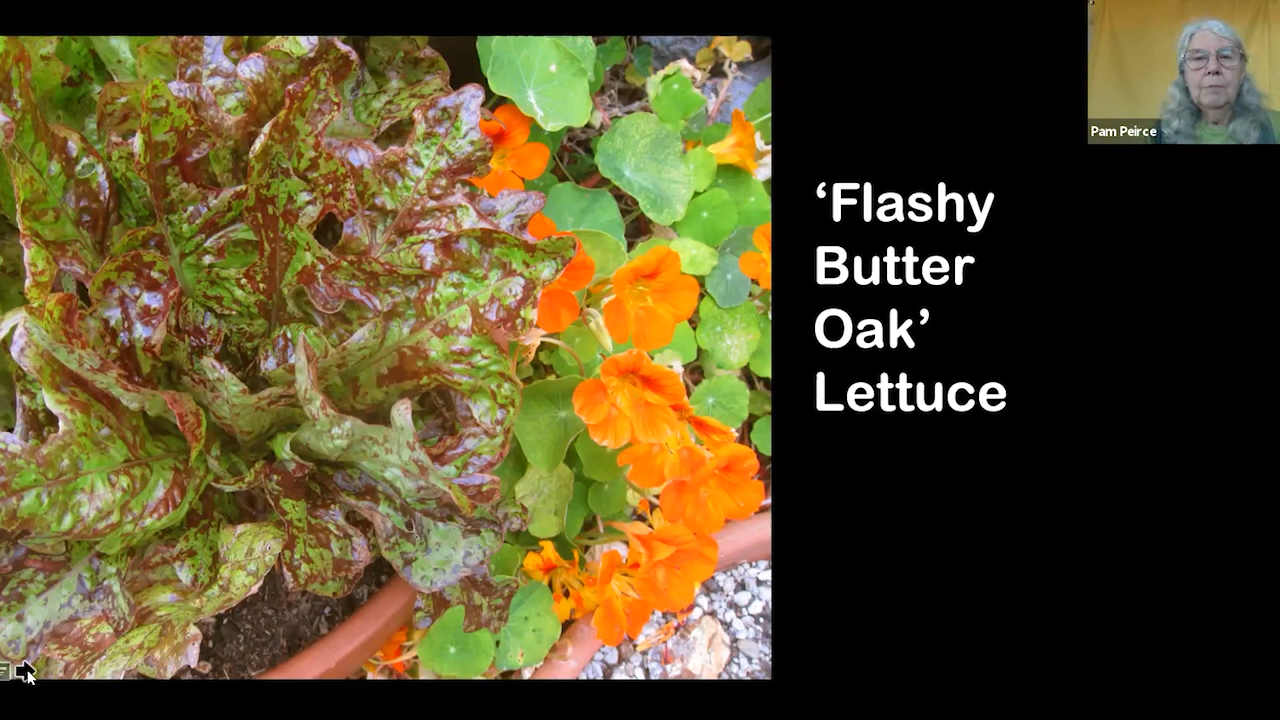 Pam Peirce
‘Flashy
Butter
Oak’
Lettuce